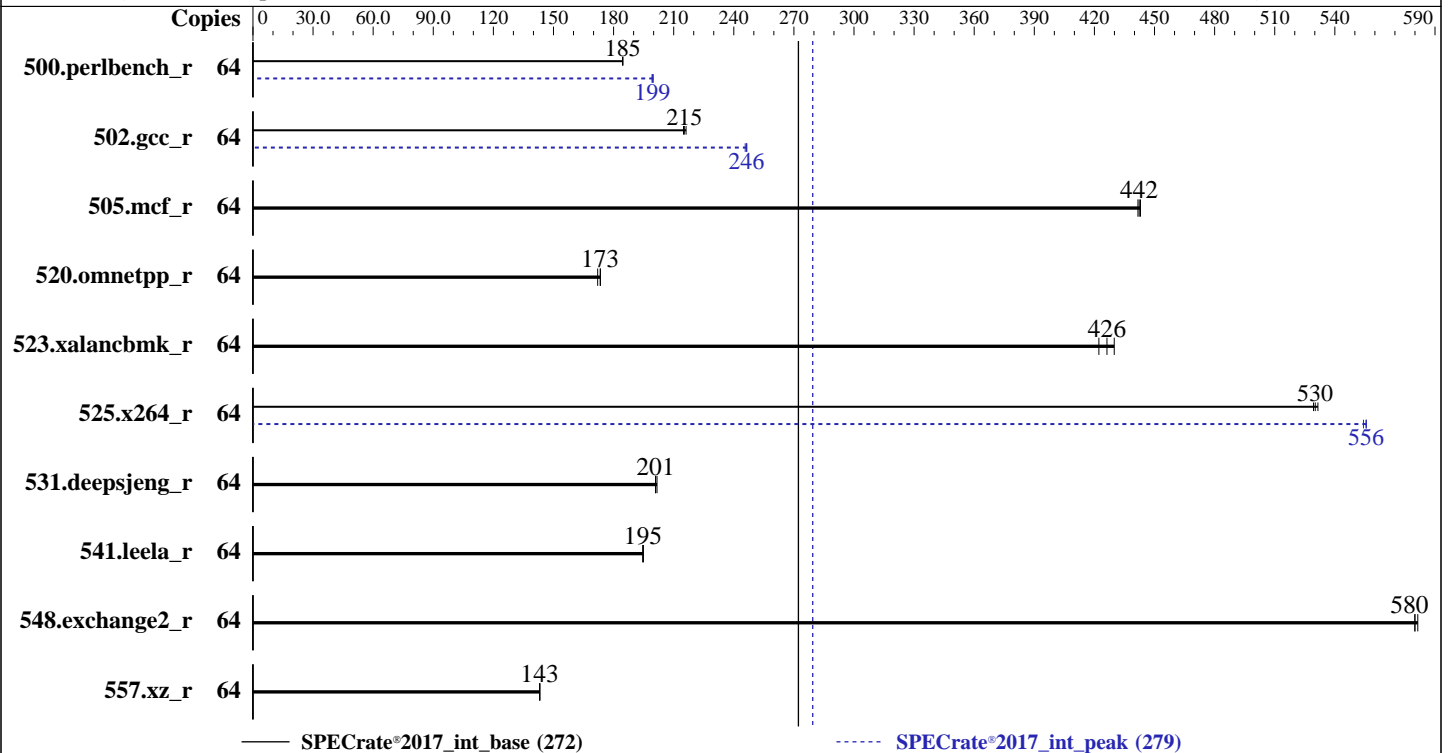 Copies 0 30.0 60.0 90.0 120 150 180 210 240 270 300 330 360 390 420 450 480 510 540 590
500.perlbench_r 64 185
199
502.gcc_r 64 215
246
505.mcf_r 64 442
520.omnetpp_r 64 173
523.xalancbmk_r 64 426
525.x264_r 64 530
556
531.deepsjeng_r 64 201
541.leela_r 64 195
548.exchange2_r 64 580
557.xz_r 64 143
SPECrate®2017_int_base (272) SPECrate®2017_int_peak (279)